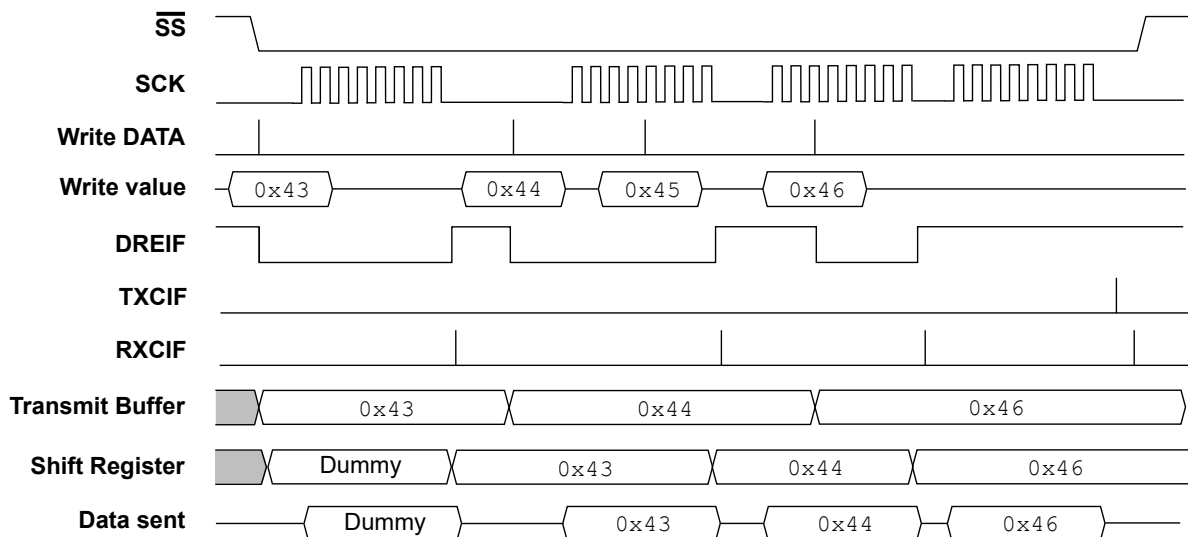 SS
SCK
Write DATA
Write value 0x43 0x44 0x45 0x46
DREIF
TXCIF
RXCIF
Transmit Buffer 0x43 0x44 0x46
Shift Register Dummy 0x43 0x44 0x46
Data sent Dummy 0x43 0x44 0x46